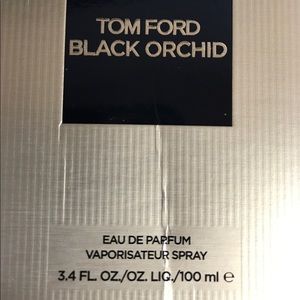 TOM FORD
BLACK ORCHID
EAU DE PARFUM
VAPORISATEUR SPRAY
3.4 FL. OZ./OZ. LIQ./100 ml ℮